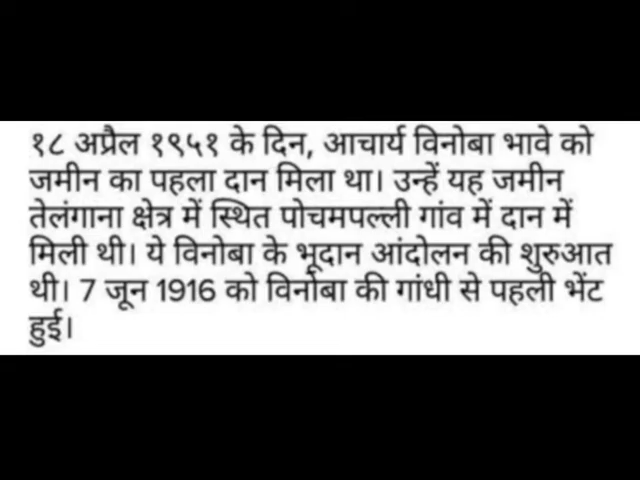 १८ अप्रैल १९५१ के दिन, आचार्य विनोबा भावे को
जमीन का पहला दान मिला था। उन्हें यह जमीन
तेलंगाना क्षेत्र में स्थित पोचमपल्ली गांव में दान में
मिली थी। ये विनोबा के भूदान आंदोलन की शुरुआत
थी। 7 जून 1916 को विनोबा की गांधी से पहली भेंट
हुई।